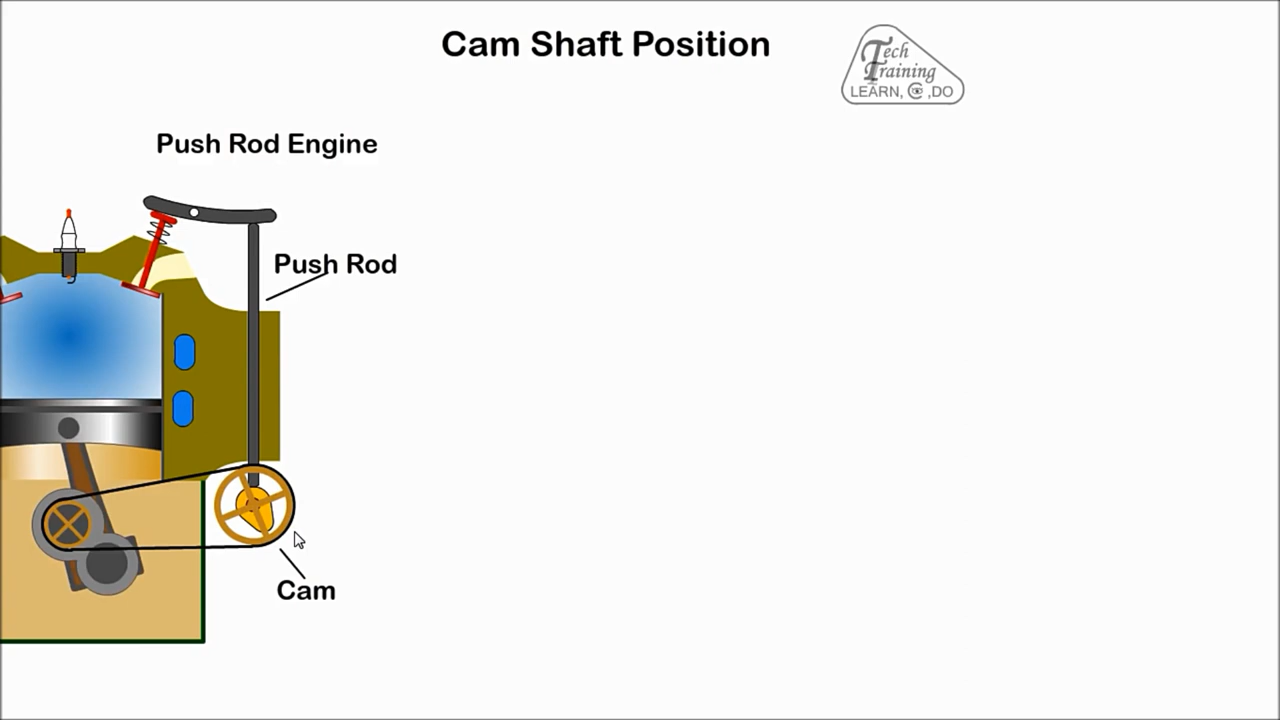 Cam Shaft Position
Tech
Training
LEARN, ,DO
Push Rod Engine
Push Rod
Cam